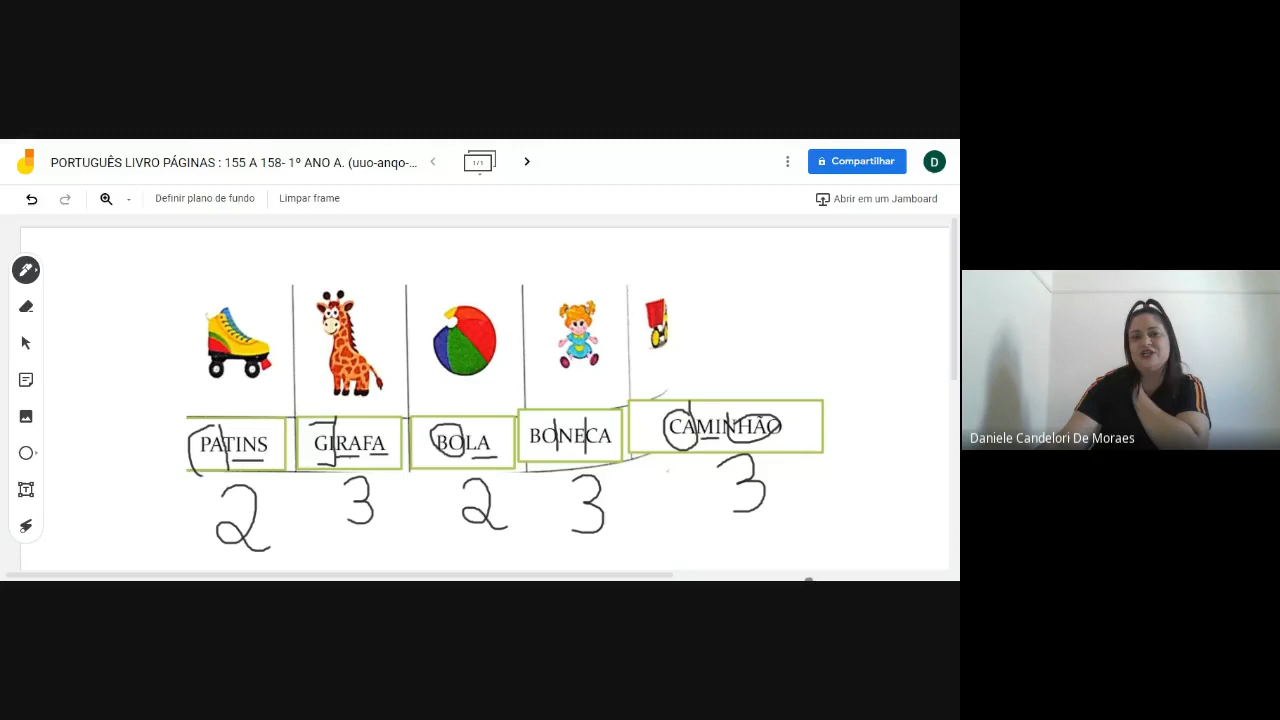 PORTUGUÊS LIVRO PÁGINAS : 155 A 158- 1º ANO A. (uuo-anqo-...
1/1
Compartilhar
D
Definir plano de fundo
Limpar frame
Abrir em um Jamboard
PATINS GIRAFA BOLA BONECA CAMINHÃO
2 3 2 3 3
Daniele Candelori De Moraes